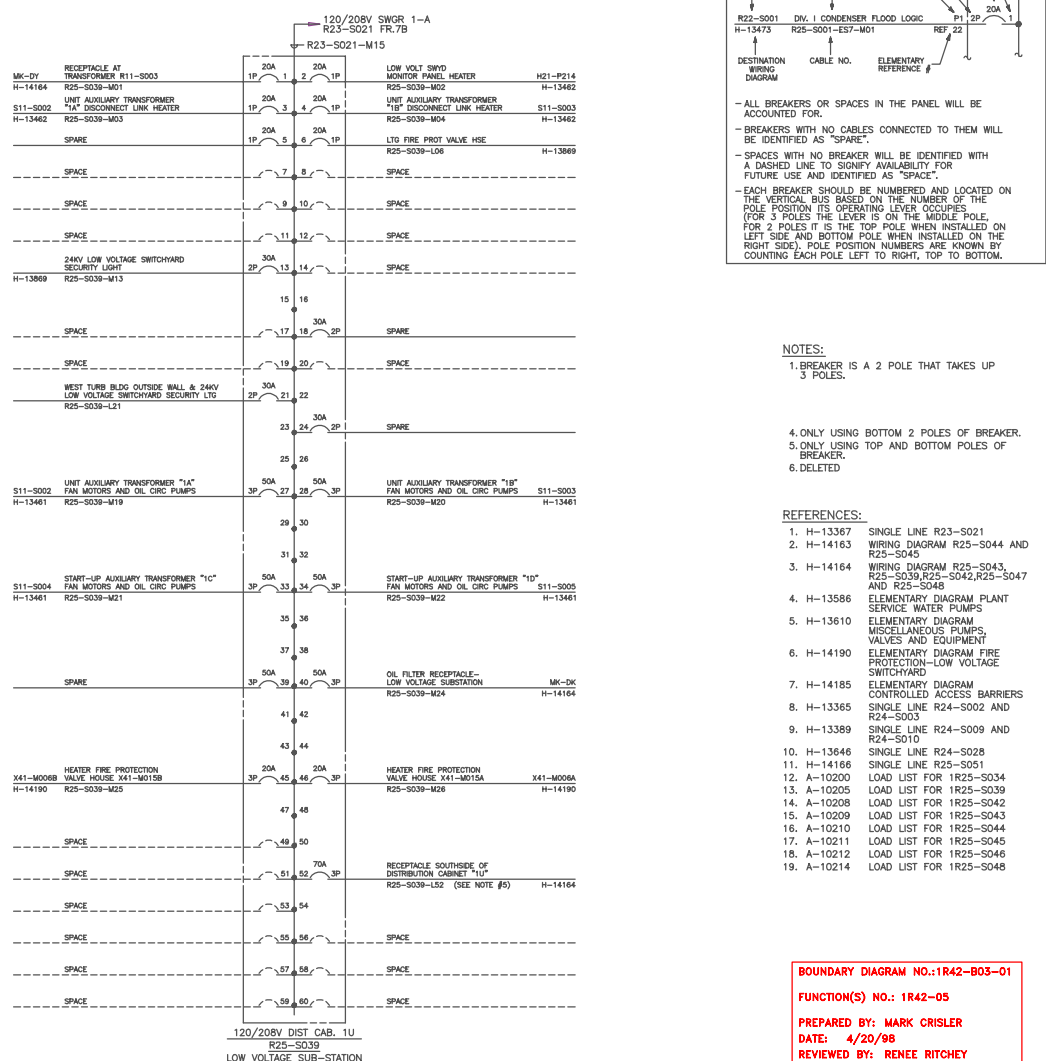 120/208V SWGR 1-A
R23-S021 FR.7B
R23-S021-M15
MK-DY RECEPTACLE AT TRANSFORMER R11-S003 1P 20A 1 2 20A 1P LOW VOLT SWYD MONITOR PANEL HEATER H21-P214
H-14164 R25-S039-M01 R25-S039-M02 H-13462
S11-S002 UNIT AUXILIARY TRANSFORMER "1A" DISCONNECT LINK HEATER 1P 20A 3 4 20A 1P UNIT AUXILIARY TRANSFORMER "1B" DISCONNECT LINK HEATER S11-S003
H-13462 R25-S039-M03 R25-S039-M04 H-13462
SPARE 1P 20A 5 6 20A 1P LTG FIRE PROT VALVE HSE
R25-S039-L06 H-13869
SPACE 7 8 SPACE
SPACE 9 10 SPACE
SPACE 11 12 SPACE
24KV LOW VOLTAGE SWITCHYARD SECURITY LIGHT 2P 30A 13 14 SPACE
H-13869 R25-S039-M13
15 16
SPACE 17 18 30A 2P SPARE
SPACE 19 20 SPACE
WEST TURB BLDG OUTSIDE WALL & 24KV LOW VOLTAGE SWITCHYARD SECURITY LTG 2P 30A 21 22
R25-S039-L21
23 24 30A 2P SPARE
25 26
S11-S002 UNIT AUXILIARY TRANSFORMER "1A" FAN MOTORS AND OIL CIRC PUMPS 3P 50A 27 28 50A 3P UNIT AUXILIARY TRANSFORMER "1B" FAN MOTORS AND OIL CIRC PUMPS S11-S003
H-13461 R25-S039-M19 R25-S039-M20 H-13461
29 30
31 32
S11-S004 START-UP AUXILIARY TRANSFORMER "1C" FAN MOTORS AND OIL CIRC PUMPS 3P 50A 33 34 50A 3P START-UP AUXILIARY TRANSFORMER "1D" FAN MOTORS AND OIL CIRC PUMPS S11-S005
H-13461 R25-S039-M21 R25-S039-M22 H-13461
35 36
37 38
SPARE 3P 50A 39 40 50A 3P OIL FILTER RECEPTACLE- LOW VOLTAGE SUBSTATION MK-DK
R25-S039-M24 H-14164
41 42
43 44
X41-M006B HEATER FIRE PROTECTION VALVE HOUSE X41-M015B 3P 20A 45 46 20A 3P HEATER FIRE PROTECTION VALVE HOUSE X41-M015A X41-M006A
H-14190 R25-S039-M25 R25-S039-M26 H-14190
47 48
SPACE 49 50
SPACE 51 52 70A 3P RECEPTACLE SOUTHSIDE OF DISTRIBUTION CABINET "1U"
R25-S039-L52 (SEE NOTE #5) H-14164
SPACE 53 54
SPACE 55 56 SPACE
SPACE 57 58 SPACE
SPACE 59 60 SPACE
120/208V DIST CAB. 1U
R25-S039
LOW VOLTAGE SUB-STATION
R22-S001 DIV. I CONDENSER FLOOD LOGIC P1 2P 20A 1
H-13473 R25-S001-ES7-M01 REF 22
DESTINATION WIRING DIAGRAM
CABLE NO.
ELEMENTARY REFERENCE #
- ALL BREAKERS OR SPACES IN THE PANEL WILL BE
ACCOUNTED FOR.
- BREAKERS WITH NO CABLES CONNECTED TO THEM WILL
BE IDENTIFIED AS "SPARE".
- SPACES WITH NO BREAKER WILL BE IDENTIFIED WITH
A DASHED LINE TO SIGNIFY AVAILABILITY FOR
FUTURE USE AND IDENTIFIED AS "SPACE".
- EACH BREAKER SHOULD BE NUMBERED AND LOCATED ON
THE VERTICAL BUS BASED ON THE NUMBER OF THE
POLE POSITION ITS OPERATING LEVER OCCUPIES
(FOR 3 POLES THE LEVER IS ON THE MIDDLE POLE,
FOR 2 POLES IT IS THE TOP POLE WHEN INSTALLED ON
LEFT SIDE AND BOTTOM POLE WHEN INSTALLED ON THE
RIGHT SIDE). POLE POSITION NUMBERS ARE KNOWN BY
COUNTING EACH POLE LEFT TO RIGHT, TOP TO BOTTOM.
NOTES:
1. BREAKER IS A 2 POLE THAT TAKES UP
3 POLES.
4. ONLY USING BOTTOM 2 POLES OF BREAKER.
5. ONLY USING TOP AND BOTTOM POLES OF
BREAKER.
6. DELETED
REFERENCES:
1. H-13367 SINGLE LINE R23-S021
2. H-14163 WIRING DIAGRAM R25-S044 AND
R25-S045
3. H-14164 WIRING DIAGRAM R25-S043,
R25-S039,R25-S042,R25-S047
AND R25-S048
4. H-13586 ELEMENTARY DIAGRAM PLANT
SERVICE WATER PUMPS
5. H-13610 ELEMENTARY DIAGRAM
MISCELLANEOUS PUMPS,
VALVES AND EQUIPMENT
6. H-14190 ELEMENTARY DIAGRAM FIRE
PROTECTION-LOW VOLTAGE
SWITCHYARD
7. H-14185 ELEMENTARY DIAGRAM
CONTROLLED ACCESS BARRIERS
8. H-13365 SINGLE LINE R24-S002 AND
R24-S003
9. H-13389 SINGLE LINE R24-S009 AND
R24-S010
10. H-13646 SINGLE LINE R24-S028
11. H-14166 SINGLE LINE R25-S051
12. A-10200 LOAD LIST FOR 1R25-S034
13. A-10205 LOAD LIST FOR 1R25-S039
14. A-10208 LOAD LIST FOR 1R25-S042
15. A-10209 LOAD LIST FOR 1R25-S043
16. A-10210 LOAD LIST FOR 1R25-S044
17. A-10211 LOAD LIST FOR 1R25-S045
18. A-10212 LOAD LIST FOR 1R25-S046
19. A-10214 LOAD LIST FOR 1R25-S048
BOUNDARY DIAGRAM NO.:1R42-B03-01
FUNCTION(S) NO.: 1R42-05
PREPARED BY: MARK CRISLER
DATE: 4/20/98
REVIEWED BY: RENEE RITCHEY